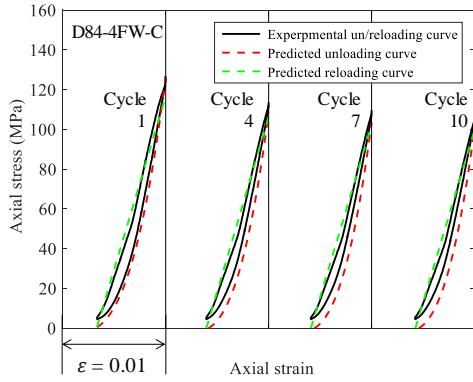 160
140
120
100
80
60
40
20
0
Axial stress (MPa)
D84-4FW-C
Experpmental un/reloading curve
Predicted unloading curve
Predicted reloading curve
Cycle
1
Cycle
4
Cycle
7
Cycle
10
ε = 0.01
Axial strain